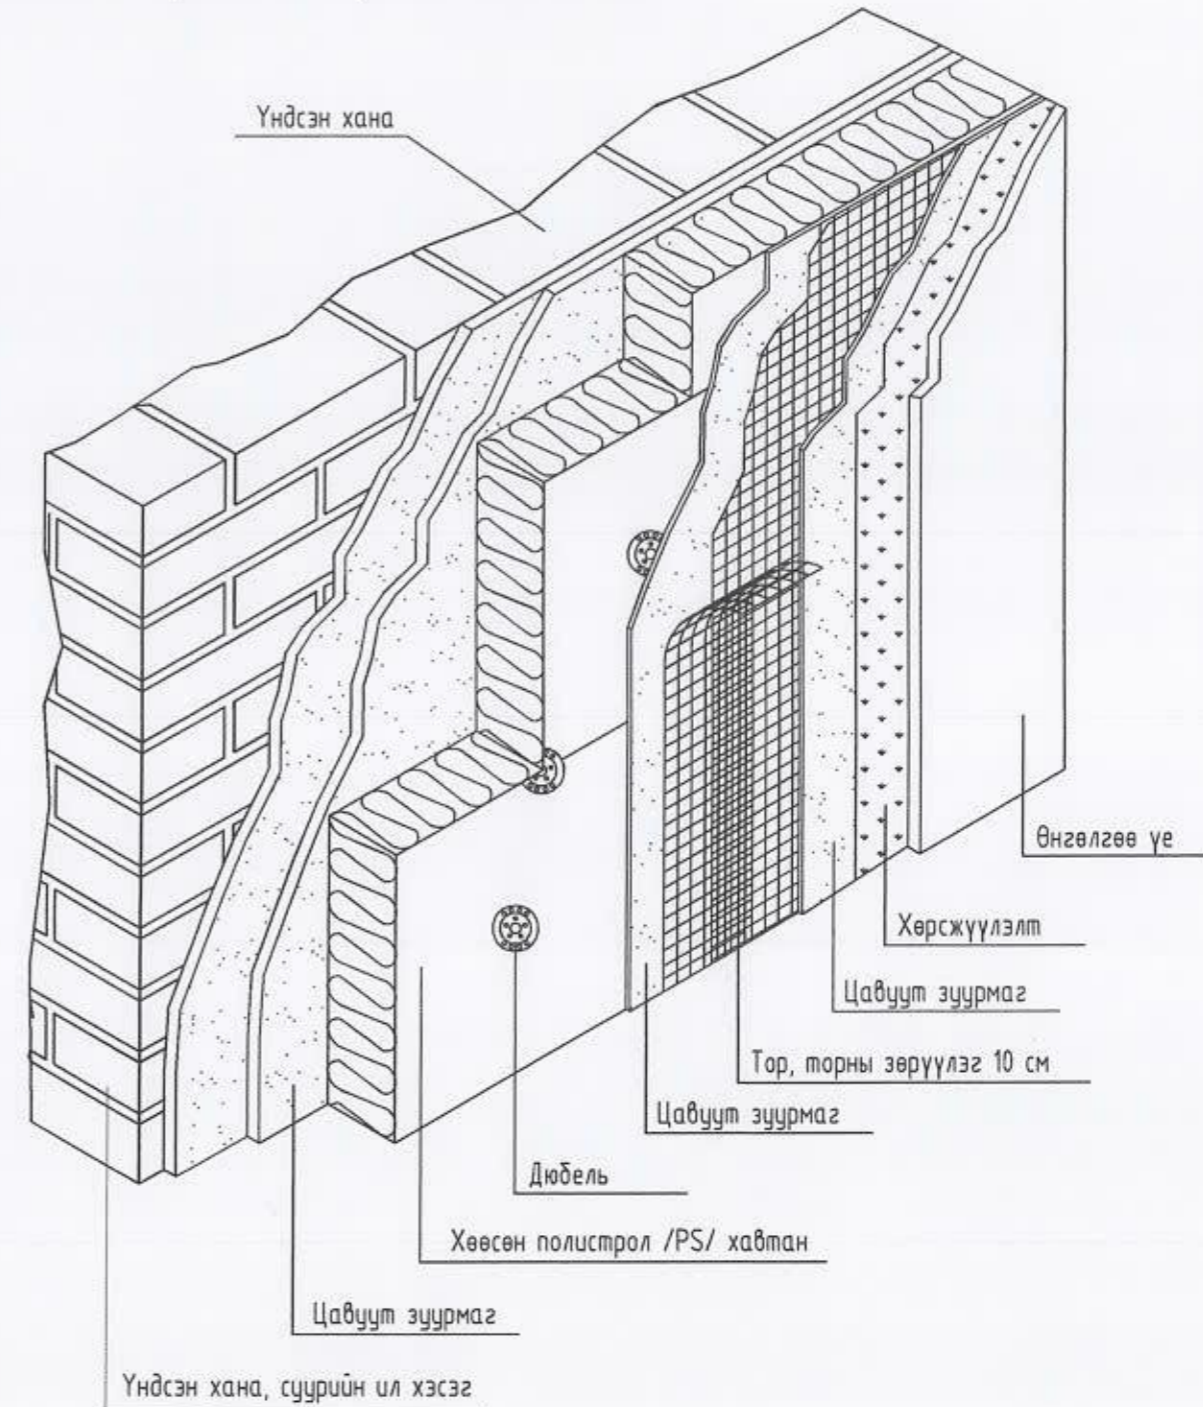 Үндсэн хана
Өнгөлгөө үе
Хөрсжүүлэлт
Цавуут зуурмаг
Тор, торны зөрүүлэг 10 см
Цавуут зуурмаг
Дюбель
Хөөсөн полистрол /PS/ хавтан
Цавуут зуурмаг
Үндсэн хана, суурийн ил хэсэг